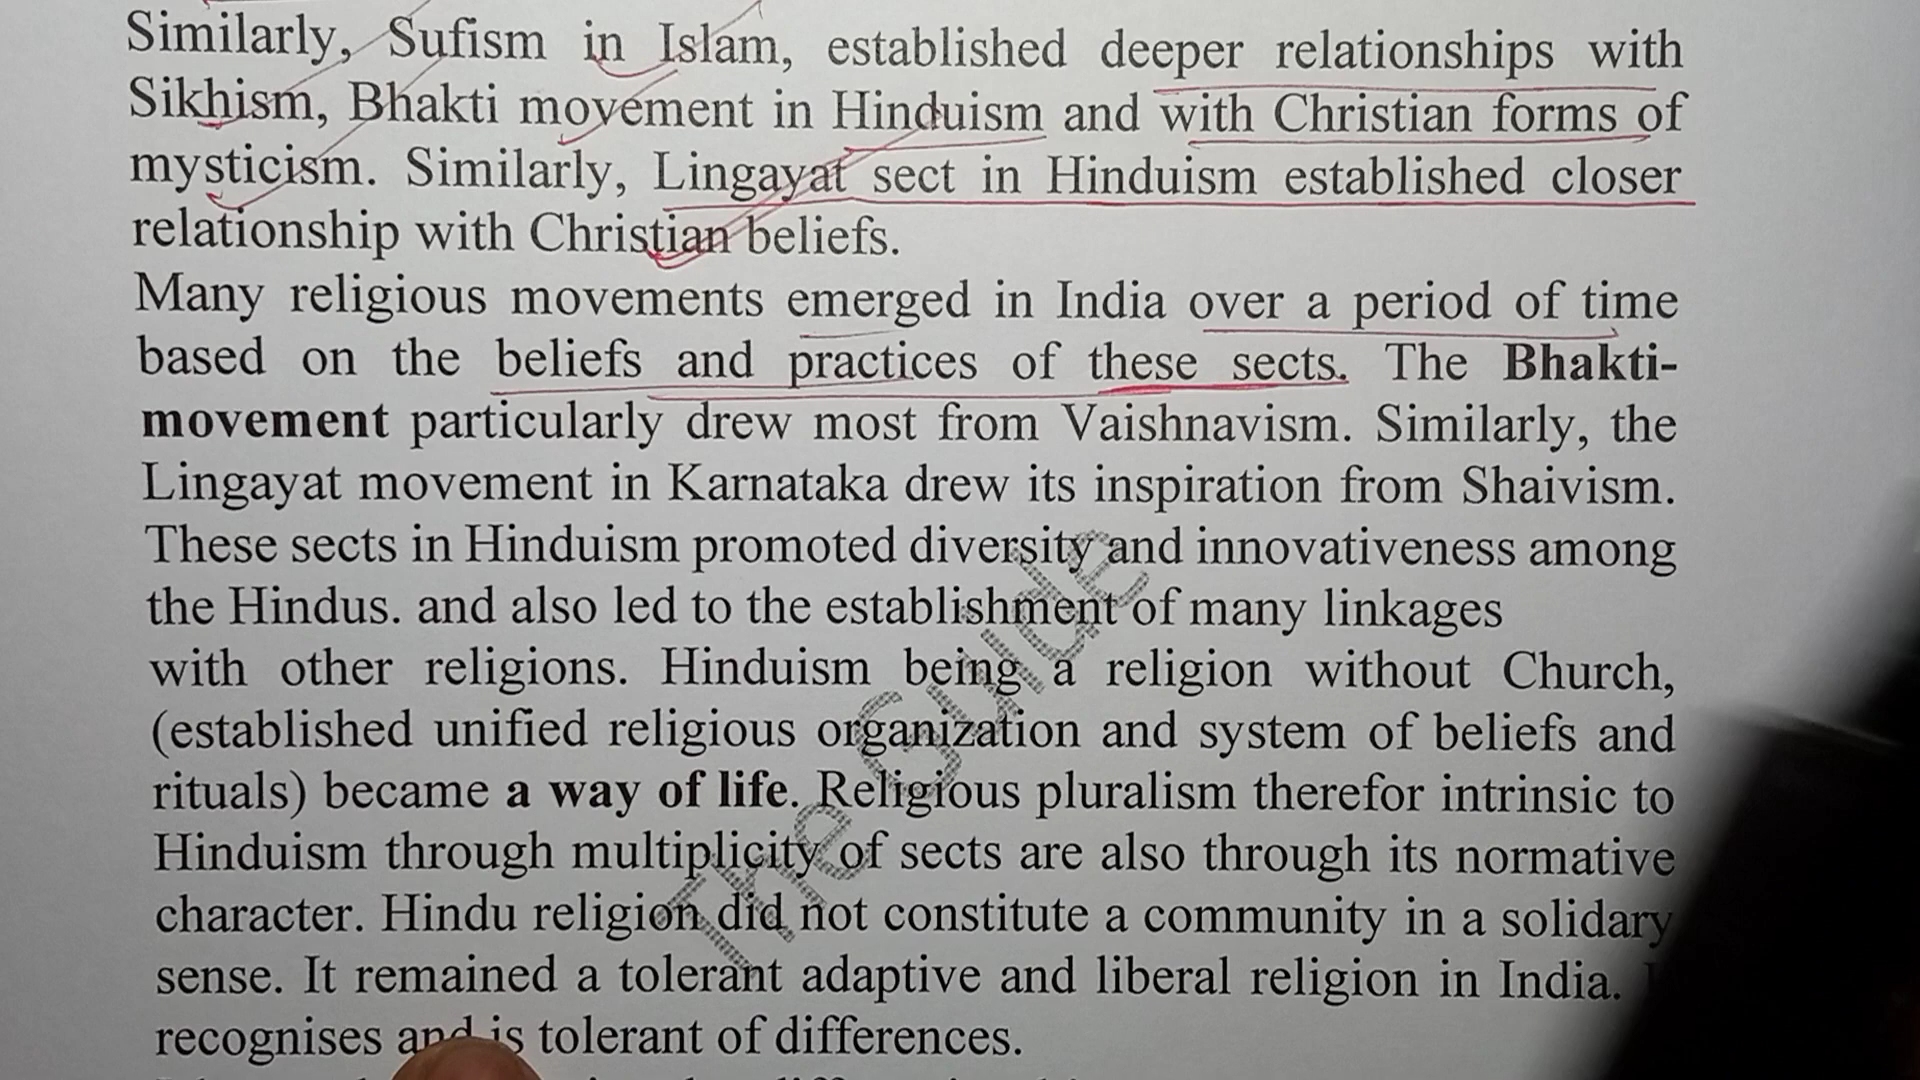 Similarly, Sufism in Islam, established deeper relationships with
Sikhism, Bhakti movement in Hinduism and with Christian forms of
mysticism. Similarly, Lingayat sect in Hinduism established closer
relationship with Christian beliefs.
Many religious movements emerged in India over a period of time
based on the beliefs and practices of these sects. The Bhakti-
movement particularly drew most from Vaishnavism. Similarly, the
Lingayat movement in Karnataka drew its inspiration from Shaivism.
These sects in Hinduism promoted diversity and innovativeness among
the Hindus. and also led to the establishment of many linkages
with other religions. Hinduism being a religion without Church,
(established unified religious organization and system of beliefs and
rituals) became a way of life. Religious pluralism therefor intrinsic to
Hinduism through multiplicity of sects are also through its normative
character. Hindu religion did not constitute a community in a solidary
sense. It remained a tolerant adaptive and liberal religion in India.
recognises and is tolerant of differences.
The Guide